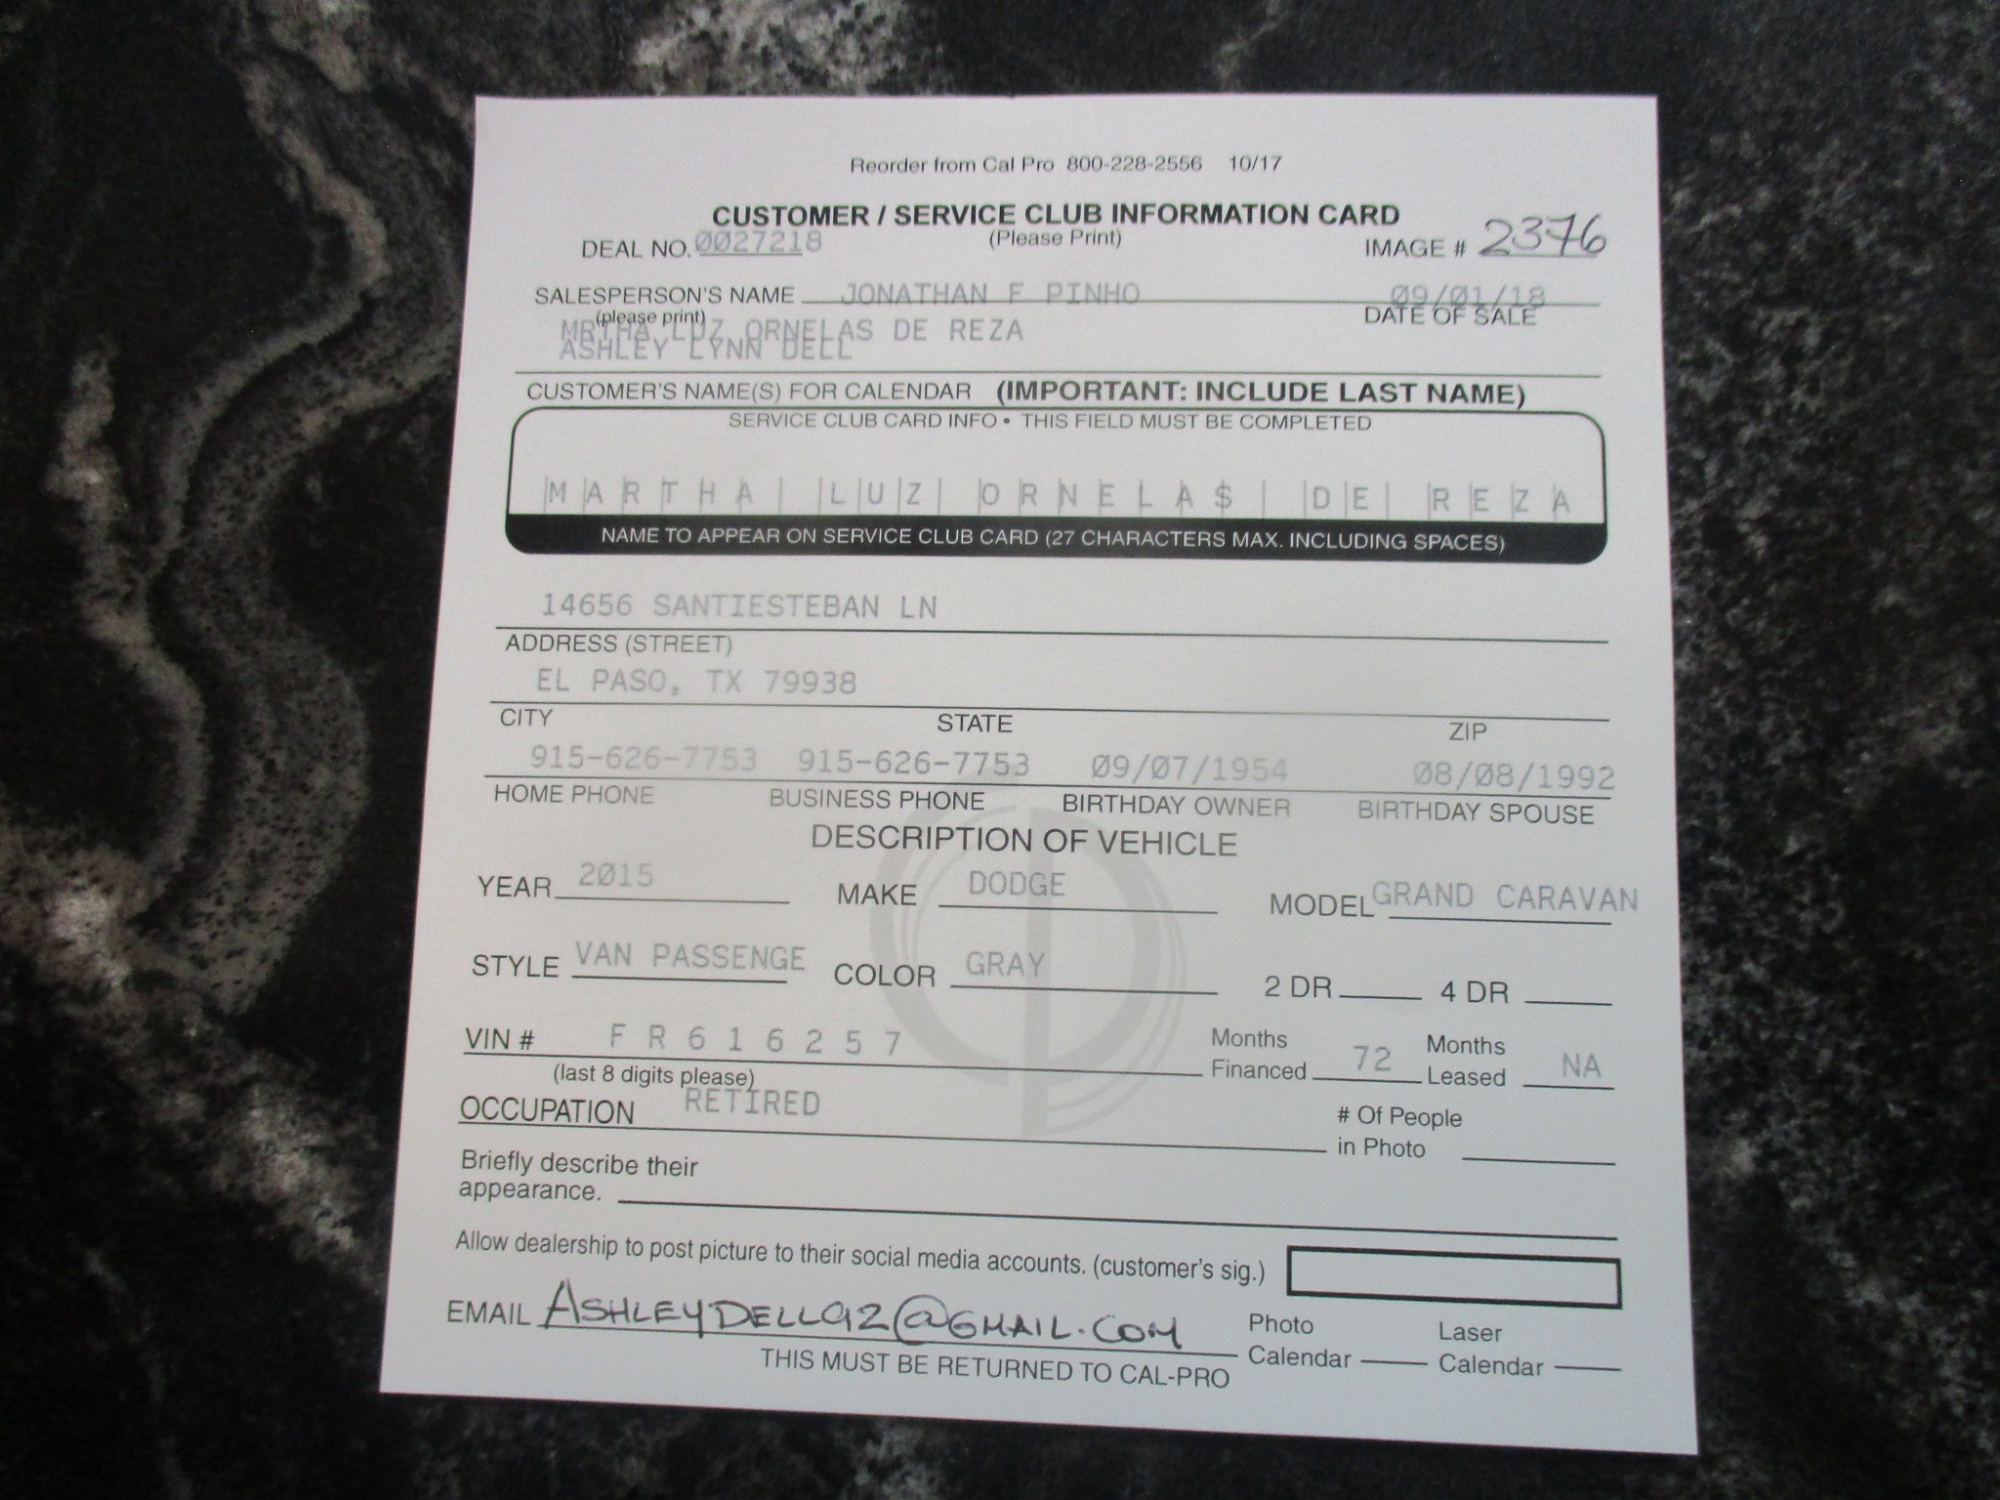 Reorder from Cal Pro 800-228-2556 10/17
CUSTOMER / SERVICE CLUB INFORMATION CARD
DEAL NO. 0027218 (Please Print) IMAGE # 2376
SALESPERSON'S NAME JONATHAN F PINHO 09/01/18
(please print) DATE OF SALE
MRTHA LUZ ORNELAS DE REZA
ASHLEY LYNN DELL
CUSTOMER'S NAME(S) FOR CALENDAR (IMPORTANT: INCLUDE LAST NAME)
SERVICE CLUB CARD INFO • THIS FIELD MUST BE COMPLETED
MARTHA LUZ ORNELAS DE REZA
NAME TO APPEAR ON SERVICE CLUB CARD (27 CHARACTERS MAX. INCLUDING SPACES)
14656 SANTIESTEBAN LN
ADDRESS (STREET)
EL PASO, TX 79938
CITY STATE ZIP
915-626-7753 915-626-7753 09/07/1954 08/08/1992
HOME PHONE BUSINESS PHONE BIRTHDAY OWNER BIRTHDAY SPOUSE
DESCRIPTION OF VEHICLE
YEAR 2015 MAKE DODGE MODEL GRAND CARAVAN
STYLE VAN PASSENGE COLOR GRAY 2 DR 4 DR
VIN # F R 6 1 6 2 5 7 Months Financed 72 Months Leased NA
(last 8 digits please)
OCCUPATION RETIRED # Of People in Photo
Briefly describe their
appearance.
Allow dealership to post picture to their social media accounts. (customer's sig.)
EMAIL ASHLEYDELL92@GMAIL.COM Photo Calendar Laser Calendar
THIS MUST BE RETURNED TO CAL-PRO